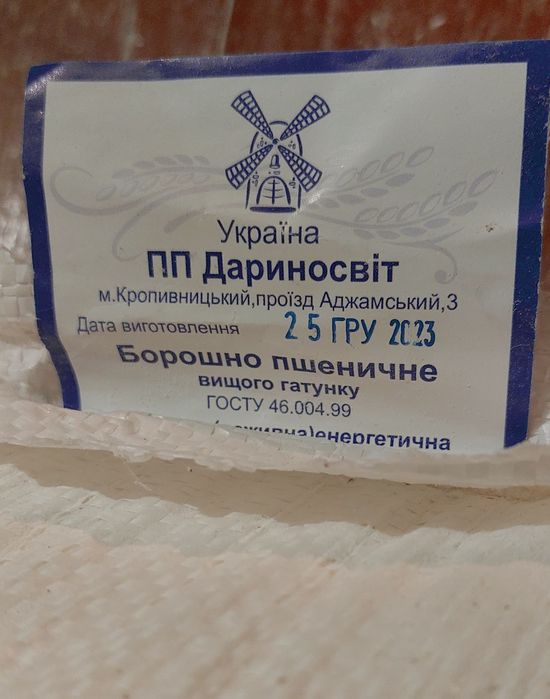 Україна
ПП Дариносвіт
м.Кропивницький,проїзд Аджамський,3
Дата виготовлення 25 ГРУ 2023
Борошно пшеничне
вищого гатунку
ГОСТУ 46.004.99
енергетична